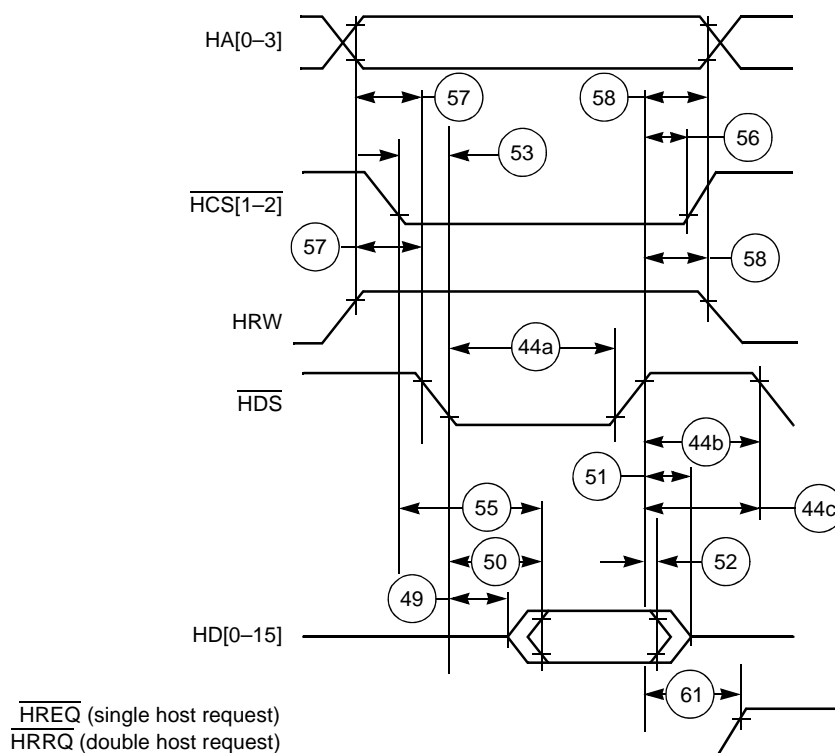 HA[0–3]
57
58
53
56
HCS[1–2]
57
58
HRW
44a
HDS
44b
51
55
44c
50
52
49
HD[0–15]
61
HREQ (single host request)
HRRQ (double host request)